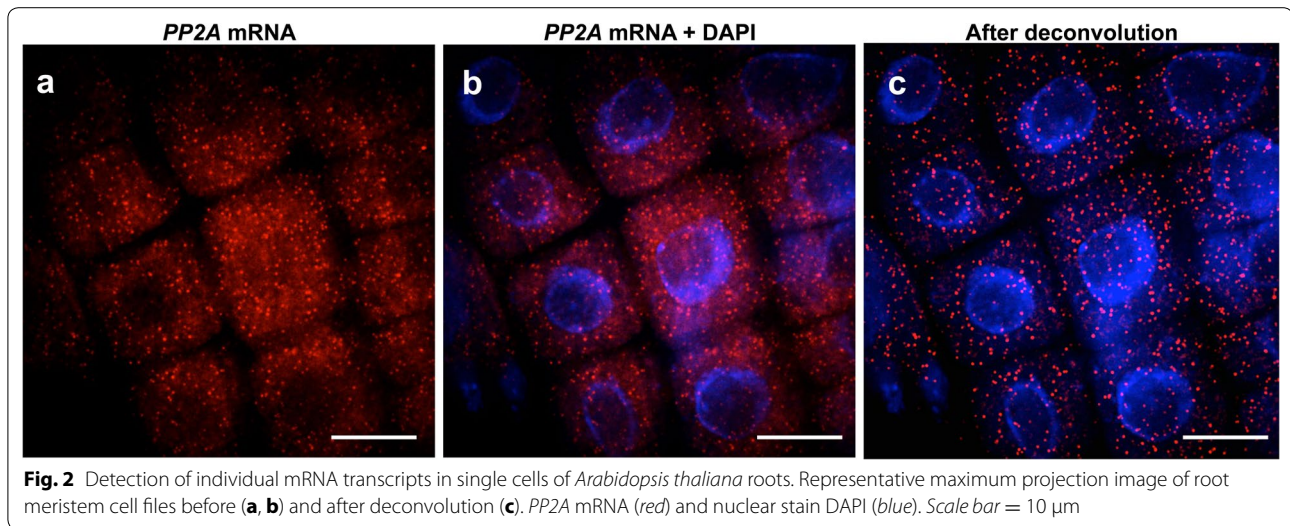 PP2A mRNA
PP2A mRNA + DAPI
After deconvolution
a
b
c
Fig. 2 Detection of individual mRNA transcripts in single cells of Arabidopsis thaliana roots. Representative maximum projection image of root
meristem cell files before (a, b) and after deconvolution (c). PP2A mRNA (red) and nuclear stain DAPI (blue). Scale bar = 10 μm